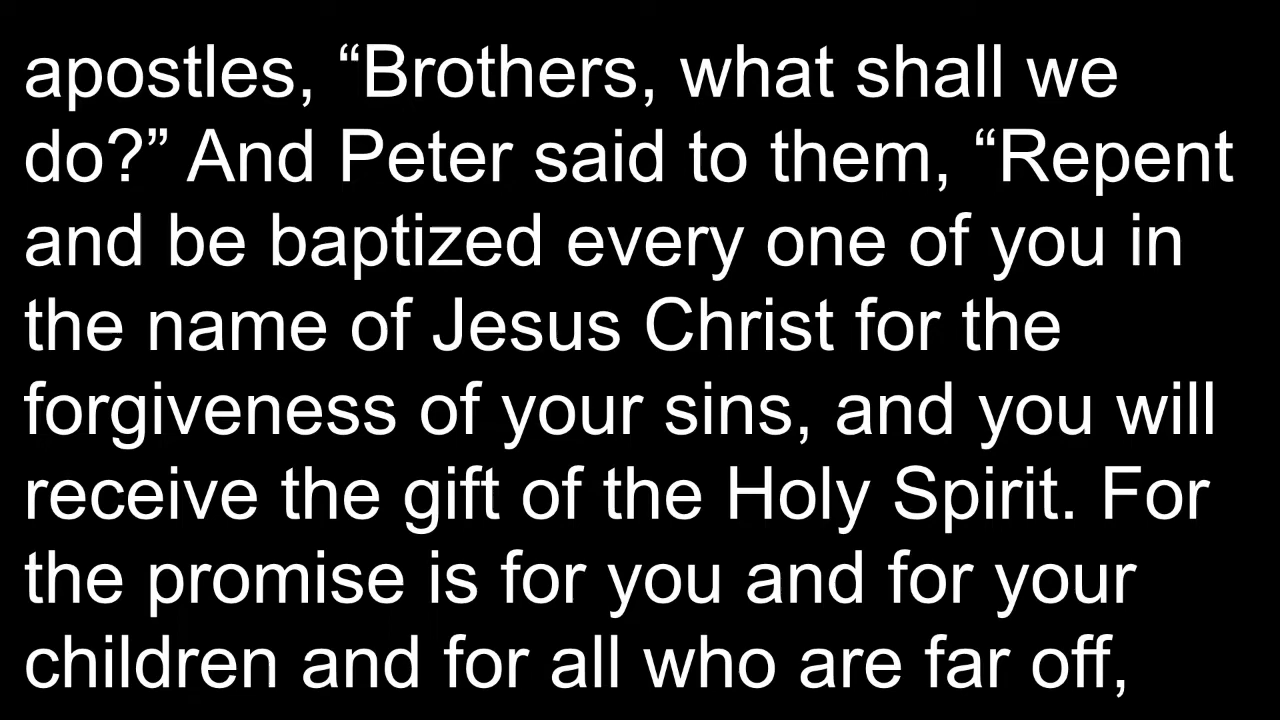 apostles, “Brothers, what shall we
do?” And Peter said to them, “Repent
and be baptized every one of you in
the name of Jesus Christ for the
forgiveness of your sins, and you will
receive the gift of the Holy Spirit. For
the promise is for you and for your
children and for all who are far off,